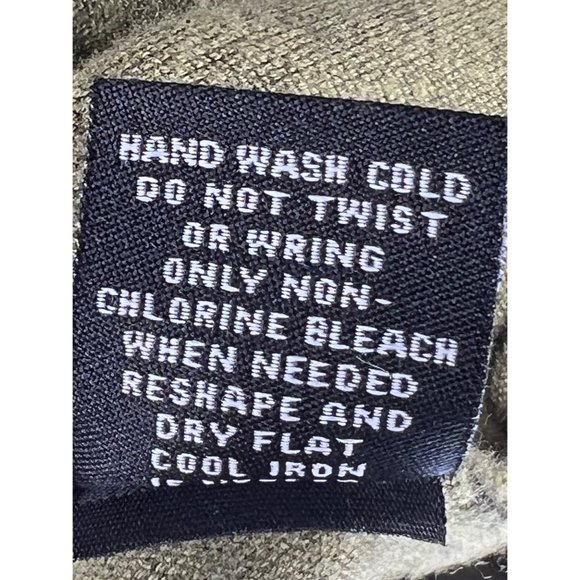 HAND WASH COLD
DO NOT TWIST
OR WRING
ONLY NON-
CHLORINE BLEACH
WHEN NEEDED
RESHAPE AND
DRY FLAT
COOL IRON